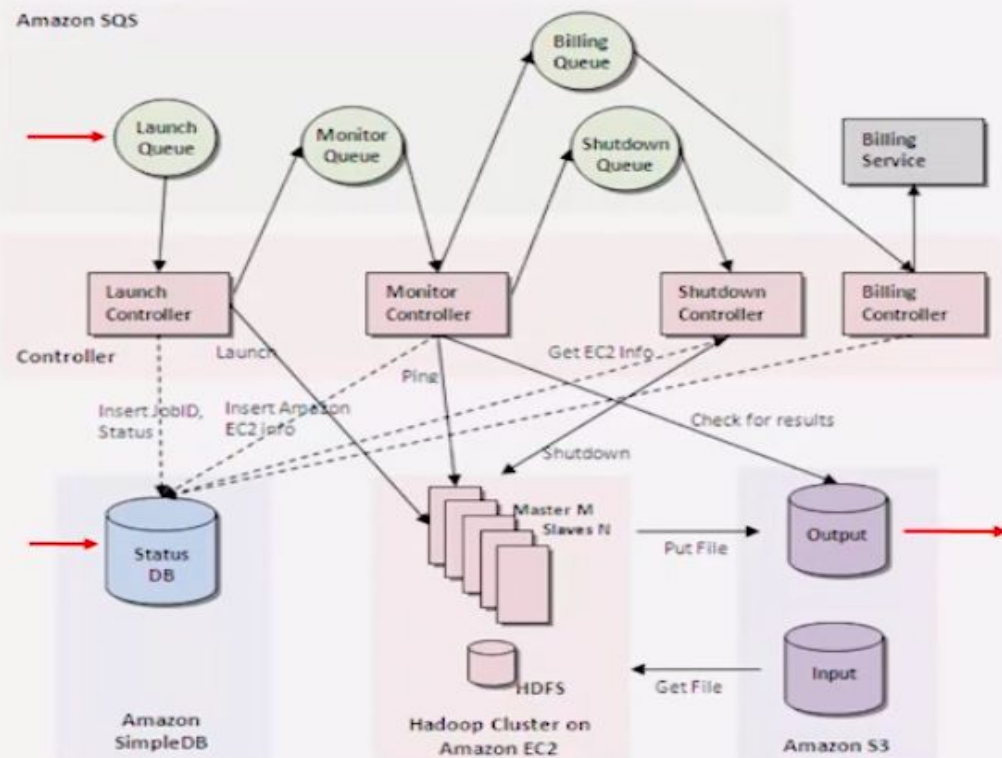 Amazon SQS
Billing
Queue
Launch
Queue
Monitor
Queue
Shutdown
Queue
Billing
Service
Launch
Controller
Monitor
Controller
Shutdown
Controller
Billing
Controller
Controller
Launch
Ping
Get EC2 Info
Insert JobID,
Status
Insert Amazon
EC2 info
Check for results
Shutdown
Master M
Slaves N
Status
DB
Put File
Output
HDFS
Get File
Input
Amazon
SimpleDB
Hadoop Cluster on
Amazon EC2
Amazon S3